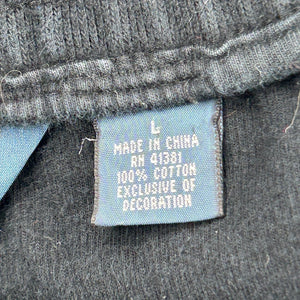 L
MADE IN CHINA
RN 41381
100% COTTON
EXCLUSIVE OF
DECORATION